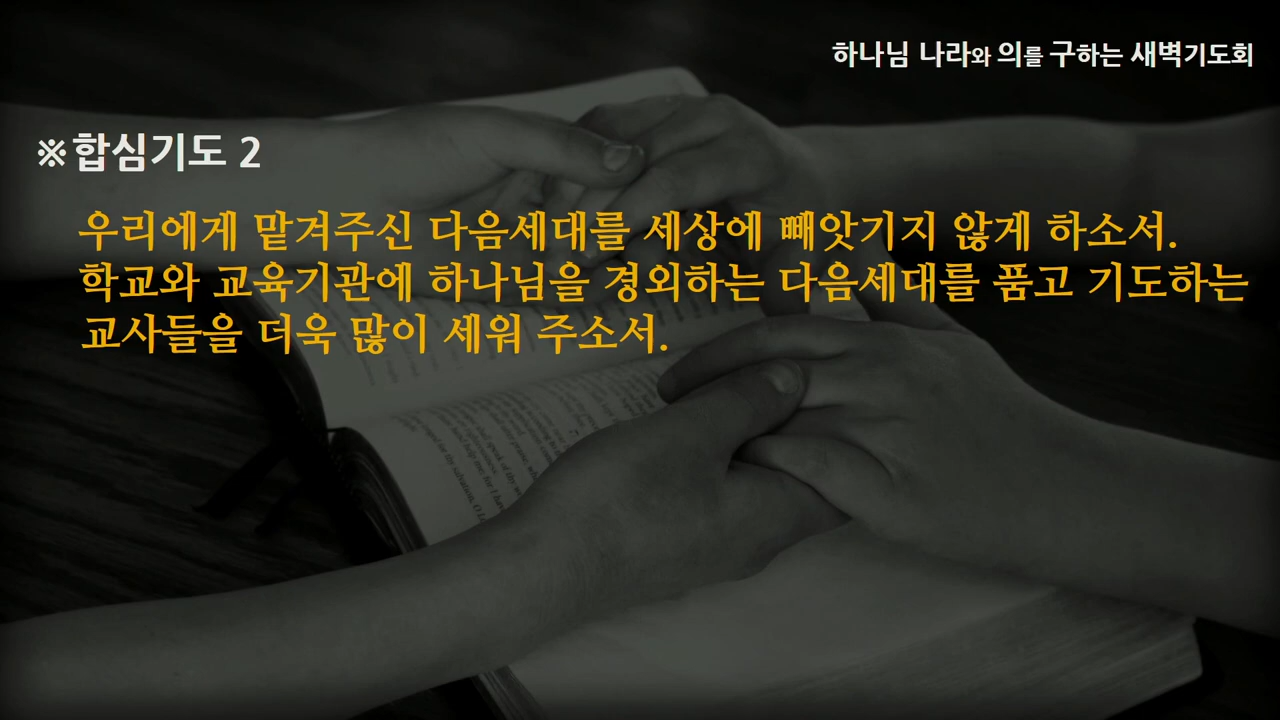 하나님 나라와 의를 구하는 새벽기도회
※합심기도 2
우리에게 맡겨주신 다음세대를 세상에 빼앗기지 않게 하소서.
학교와 교육기관에 하나님을 경외하는 다음세대를 품고 기도하는
교사들을 더욱 많이 세워 주소서.